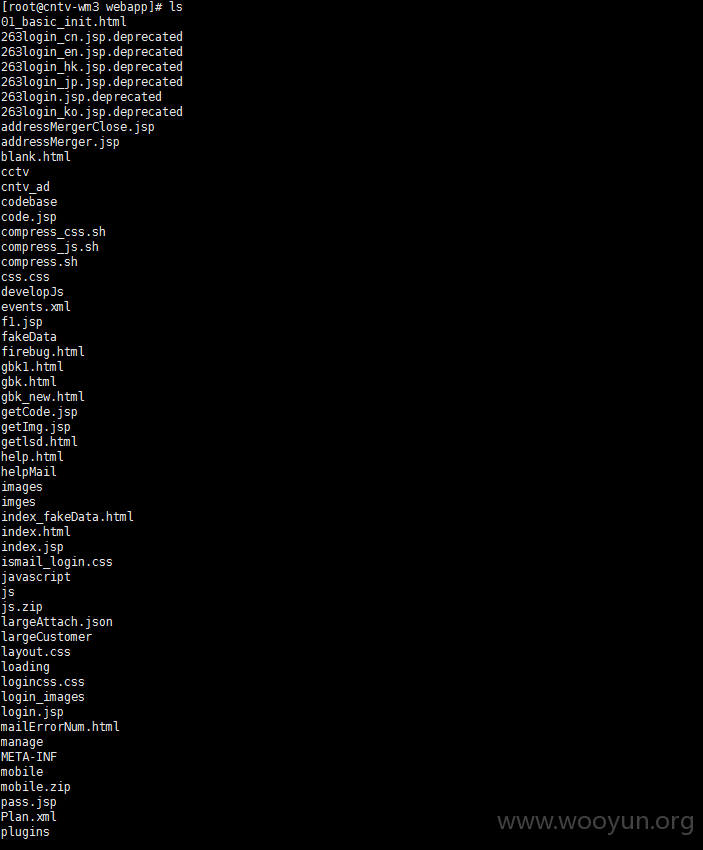 [root@cntv-wm3 webapp]# ls
01_basic_init.html
263login_cn.jsp.deprecated
263login_en.jsp.deprecated
263login_hk.jsp.deprecated
263login_jp.jsp.deprecated
263login.jsp.deprecated
263login_ko.jsp.deprecated
addressMergerClose.jsp
addressMerger.jsp
blank.html
cctv
cntv_ad
codebase
code.jsp
compress_css.sh
compress_js.sh
compress.sh
css.css
developJs
events.xml
f1.jsp
fakeData
firebug.html
gbk1.html
gbk.html
gbk_new.html
getCode.jsp
getImg.jsp
getlsd.html
help.html
helpMail
images
imges
index_fakeData.html
index.html
index.jsp
ismail_login.css
javascript
js
js.zip
largeAttach.json
largeCustomer
layout.css
loading
logincss.css
login_images
login.jsp
mailErrorNum.html
manage
META-INF
mobile
mobile.zip
pass.jsp
Plan.xml
plugins
www.wooyun.org